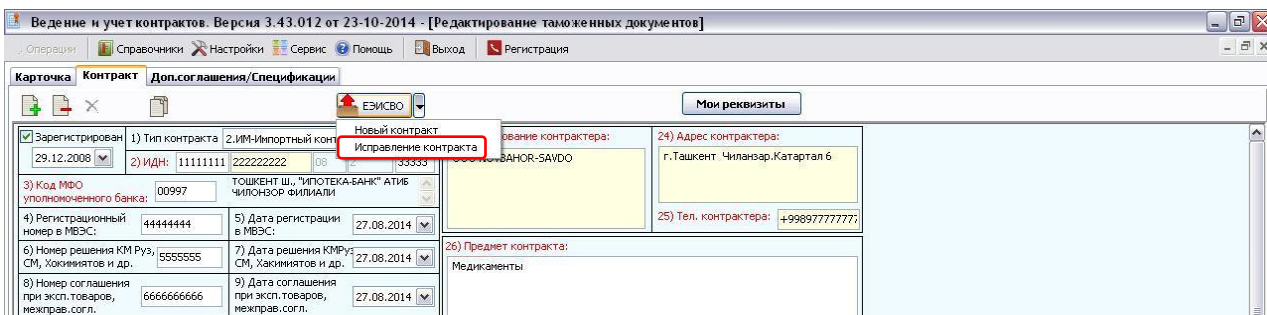 Ведение и учет контрактов. Версия 3.43.012 от 23-10-2014 - [Редактирование таможенных документов]
Операции Справочники Настройки Сервис Помощь Выход Регистрация
Карточка Контракт Доп.соглашения/Спецификации
ЕЭИСВО Мои реквизиты
Новый контракт
Исправление контракта
Зарегистрирован 1) Тип контракта 2.ИМ-Импортный конт
ование контрактера: 24) Адрес контрактера:
29.12.2008 2) ИДН: 11111111 222222222 08 2 33333
BAHOR-SAVDO г.Ташкент Чиланзар.Катартал 6
3) Код МФО
уполномоченного банка: 00997 ТОШКЕНТ Ш., "ИПОТЕКА-БАНК" АТИБ
ЧИЛОНЗОР ФИЛИАЛИ
4) Регистрационный
номер в МВЭС: 44444444 5) Дата регистрации
в МВЭС: 27.08.2014
25) Тел. контрактера: +998977777777
6) Номер решения КМ Руз,
СМ, Хокимиятов и др. 5555555 7) Дата решения КМРуз
СМ, Хакимиятов и др. 27.08.2014
26) Предмет контракта:
Медикаменты
8) Номер соглашения
при эксп.товаров,
межправ.согл. 6666666666 9) Дата соглашения
при эксп.товаров,
межправ.согл. 27.08.2014